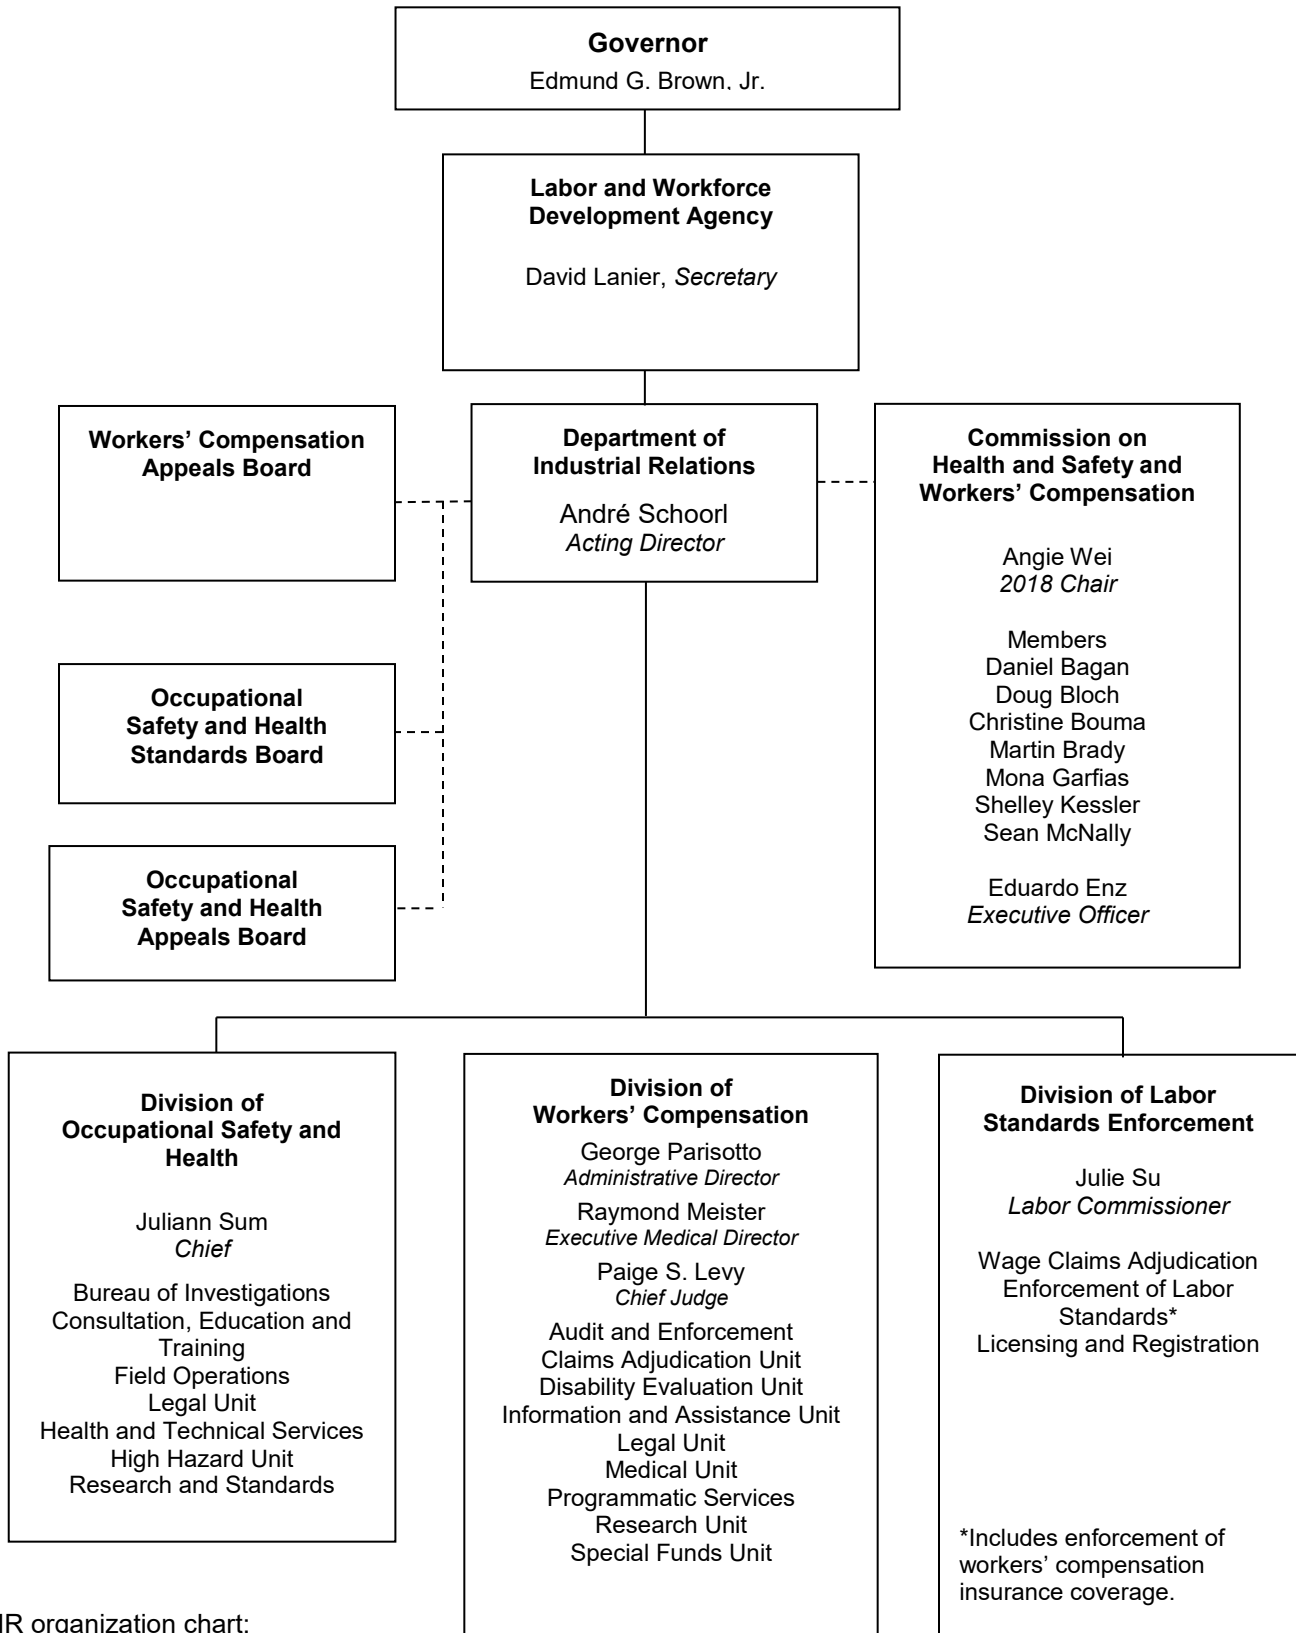 Governor
Edmund G. Brown, Jr.
Labor and Workforce
Development Agency
David Lanier, Secretary
Workers’ Compensation
Appeals Board
Department of
Industrial Relations
André Schoorl
Acting Director
Commission on
Health and Safety and
Workers’ Compensation
Angie Wei
2018 Chair
Members
Daniel Bagan
Doug Bloch
Christine Bouma
Martin Brady
Mona Garfias
Shelley Kessler
Sean McNally
Eduardo Enz
Executive Officer
Occupational
Safety and Health
Standards Board
Occupational
Safety and Health
Appeals Board
Division of
Occupational Safety and
Health
Juliann Sum
Chief
Bureau of Investigations
Consultation, Education and
Training
Field Operations
Legal Unit
Health and Technical Services
High Hazard Unit
Research and Standards
Division of
Workers’ Compensation
George Parisotto
Administrative Director
Raymond Meister
Executive Medical Director
Paige S. Levy
Chief Judge
Audit and Enforcement
Claims Adjudication Unit
Disability Evaluation Unit
Information and Assistance Unit
Legal Unit
Medical Unit
Programmatic Services
Research Unit
Special Funds Unit
Division of Labor
Standards Enforcement
Julie Su
Labor Commissioner
Wage Claims Adjudication
Enforcement of Labor
Standards*
Licensing and Registration
*Includes enforcement of
workers’ compensation
insurance coverage.
organization chart: